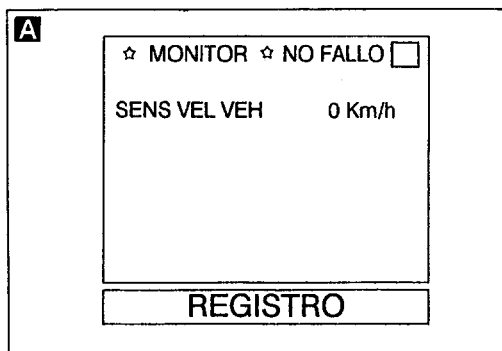 A
☆ MONITOR ☆ NO FALLO □
SENS VEL VEH 0 Km/h
REGISTRO